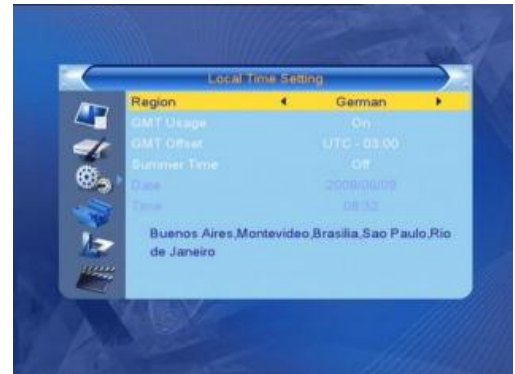 Local Time Setting
Region German
GMT Usage On
GMT Offset UTC - 03:00
Summer Time Off
Date
Time 08:32
Buenos Aires,Montevideo,Brasilia,Sao Paulo,Rio
de Janeiro